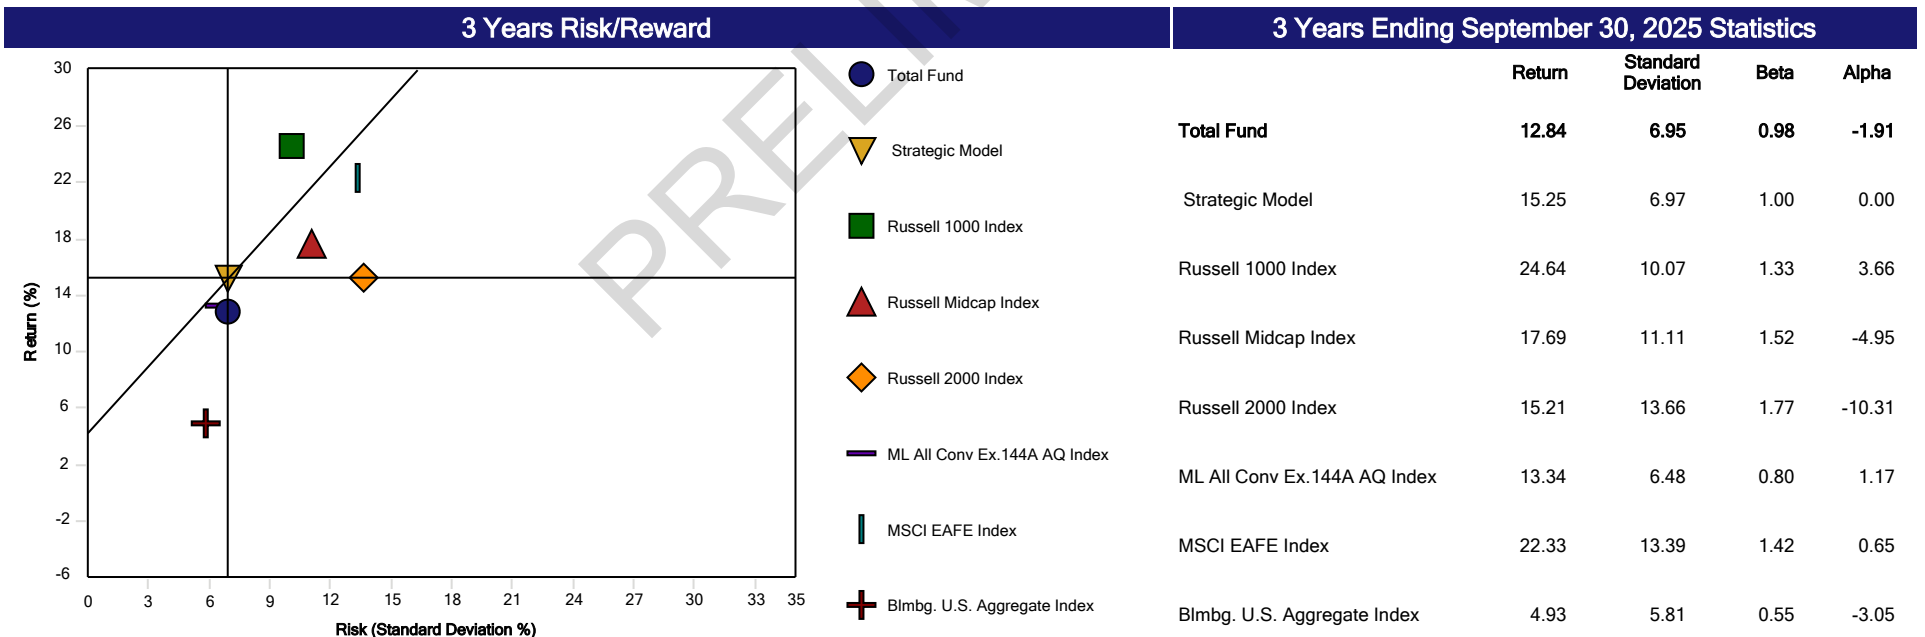 3 Years Risk/Reward
30
26
22
18
14
10
6
2
-2
-6
Return (%)
0 3 6 9 12 15 18 21 24 27 30 33 35
Risk (Standard Deviation %)
Total Fund
Strategic Model
Russell 1000 Index
Russell Midcap Index
Russell 2000 Index
ML All Conv Ex.144A AQ Index
MSCI EAFE Index
Blmbg. U.S. Aggregate Index
3 Years Ending September 30, 2025 Statistics
Return Standard Deviation Beta Alpha
Total Fund 12.84 6.95 0.98 -1.91
Strategic Model 15.25 6.97 1.00 0.00
Russell 1000 Index 24.64 10.07 1.33 3.66
Russell Midcap Index 17.69 11.11 1.52 -4.95
Russell 2000 Index 15.21 13.66 1.77 -10.31
ML All Conv Ex.144A AQ Index 13.34 6.48 0.80 1.17
MSCI EAFE Index 22.33 13.39 1.42 0.65
Blmbg. U.S. Aggregate Index 4.93 5.81 0.55 -3.05